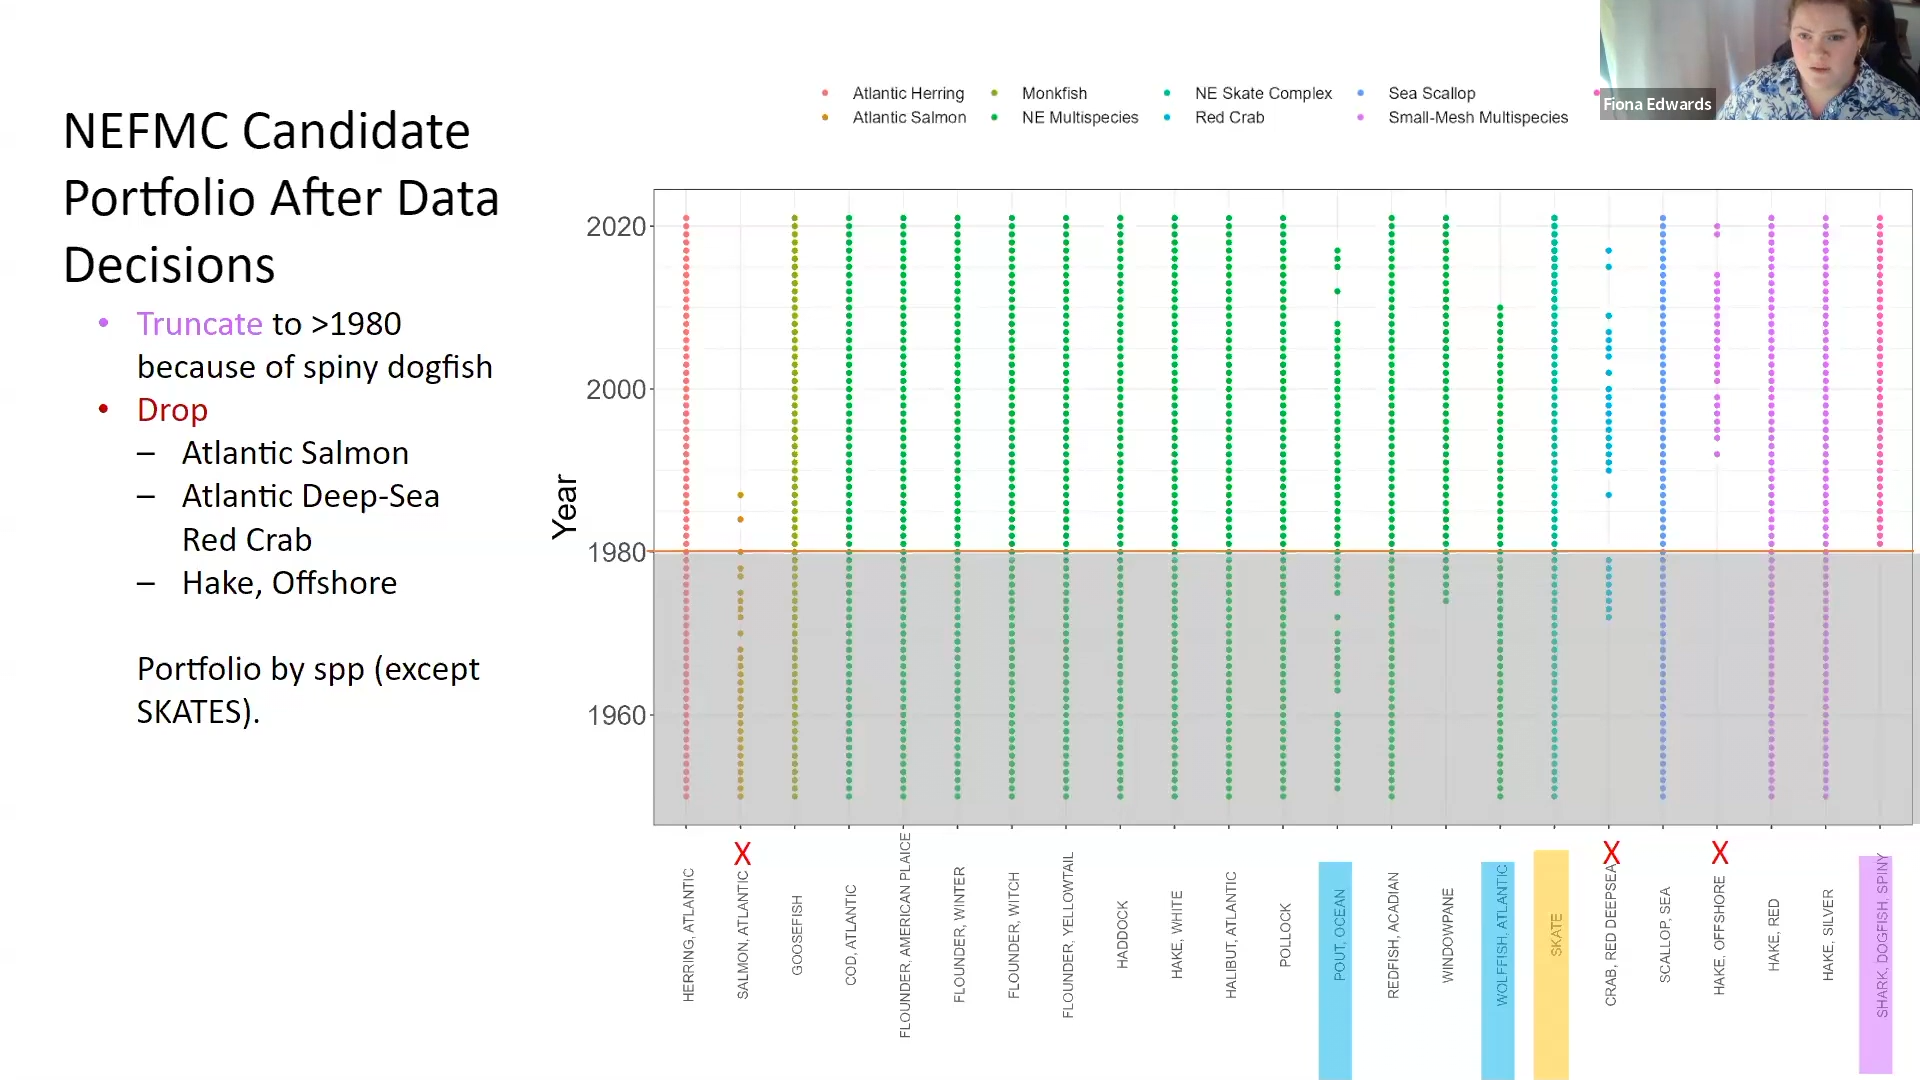 NEFMC Candidate
Portfolio After Data
Decisions
• Truncate to >1980
because of spiny dogfish
• Drop
– Atlantic Salmon
– Atlantic Deep-Sea
Red Crab
– Hake, Offshore
Portfolio by spp (except
SKATES).
Atlantic Herring
Monkfish
NE Skate Complex
Sea Scallop
Atlantic Salmon
NE Multispecies
Red Crab
Small-Mesh Multispecies
Fiona Edwards
Year
2020
2000
1980
1960
X
X
X
HERRING, ATLANTIC
SALMON, ATLANTIC
GOOSEFISH
COD, ATLANTIC
FLOUNDER, AMERICAN PLAICE
FLOUNDER, WINTER
FLOUNDER, WITCH
FLOUNDER, YELLOWTAIL
HADDOCK
HAKE, WHITE
HALIBUT, ATLANTIC
POLLOCK
POUT, OCEAN
REDFISH, ACADIAN
WINDOWPANE
WOLFFISH, ATLANTIC
SKATE
CRAB, RED DEEPSEA
SCALLOP, SEA
HAKE, OFFSHORE
HAKE, RED
HAKE, SILVER
SHARK, DOGFISH, SPINY